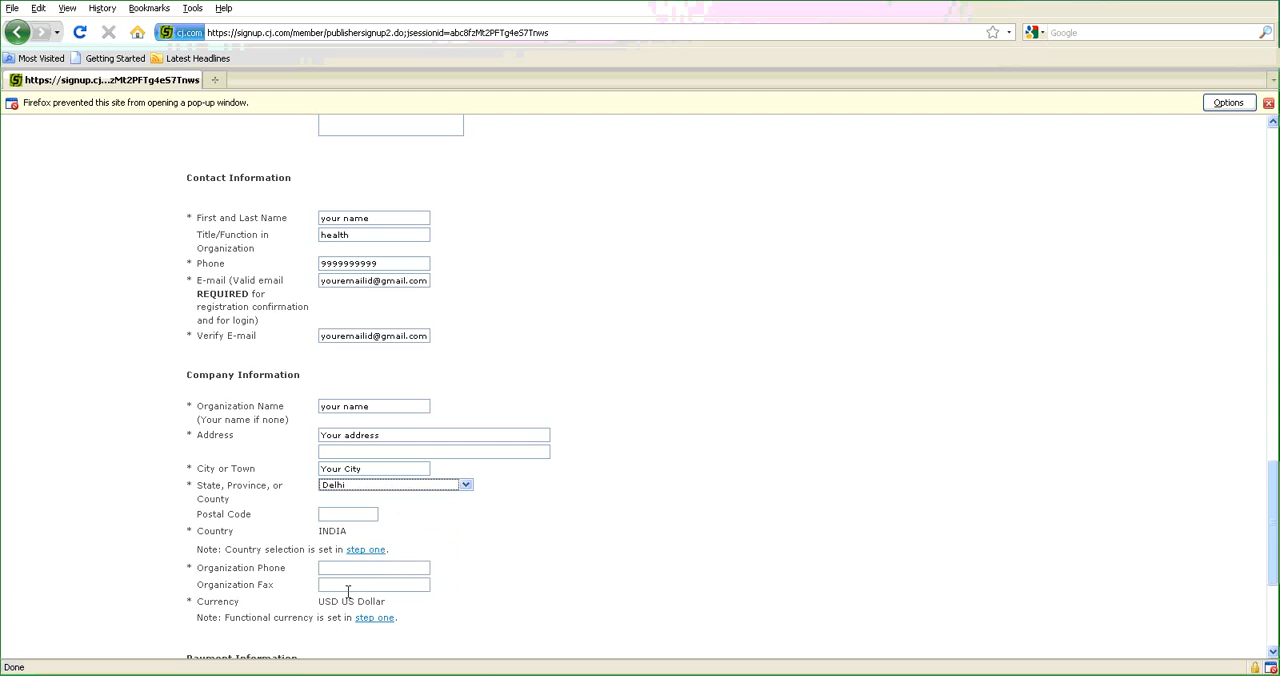 File Edit View History Bookmarks Tools Help
cj.com https://signup.cj.com/member/publishersignup2.do;jsessionid=abc8fzMt2PFTg4eS7Tnws Google
Most Visited Getting Started Latest Headlines
https://signup.cj...zMt2PFTg4eS7Tnws
Firefox prevented this site from opening a pop-up window. Options
Contact Information
* First and Last Name your name
Title/Function in health
Organization
* Phone 9999999999
* E-mail (Valid email youremailid@gmail.com
REQUIRED for
registration confirmation
and for login)
* Verify E-mail youremailid@gmail.com
Company Information
* Organization Name your name
(Your name if none)
* Address Your address
* City or Town Your City
* State, Province, or Delhi
County
Postal Code
* Country INDIA
Note: Country selection is set in step one.
* Organization Phone
Organization Fax
* Currency USD US Dollar
Note: Functional currency is set in step one.
Payment Information
Done